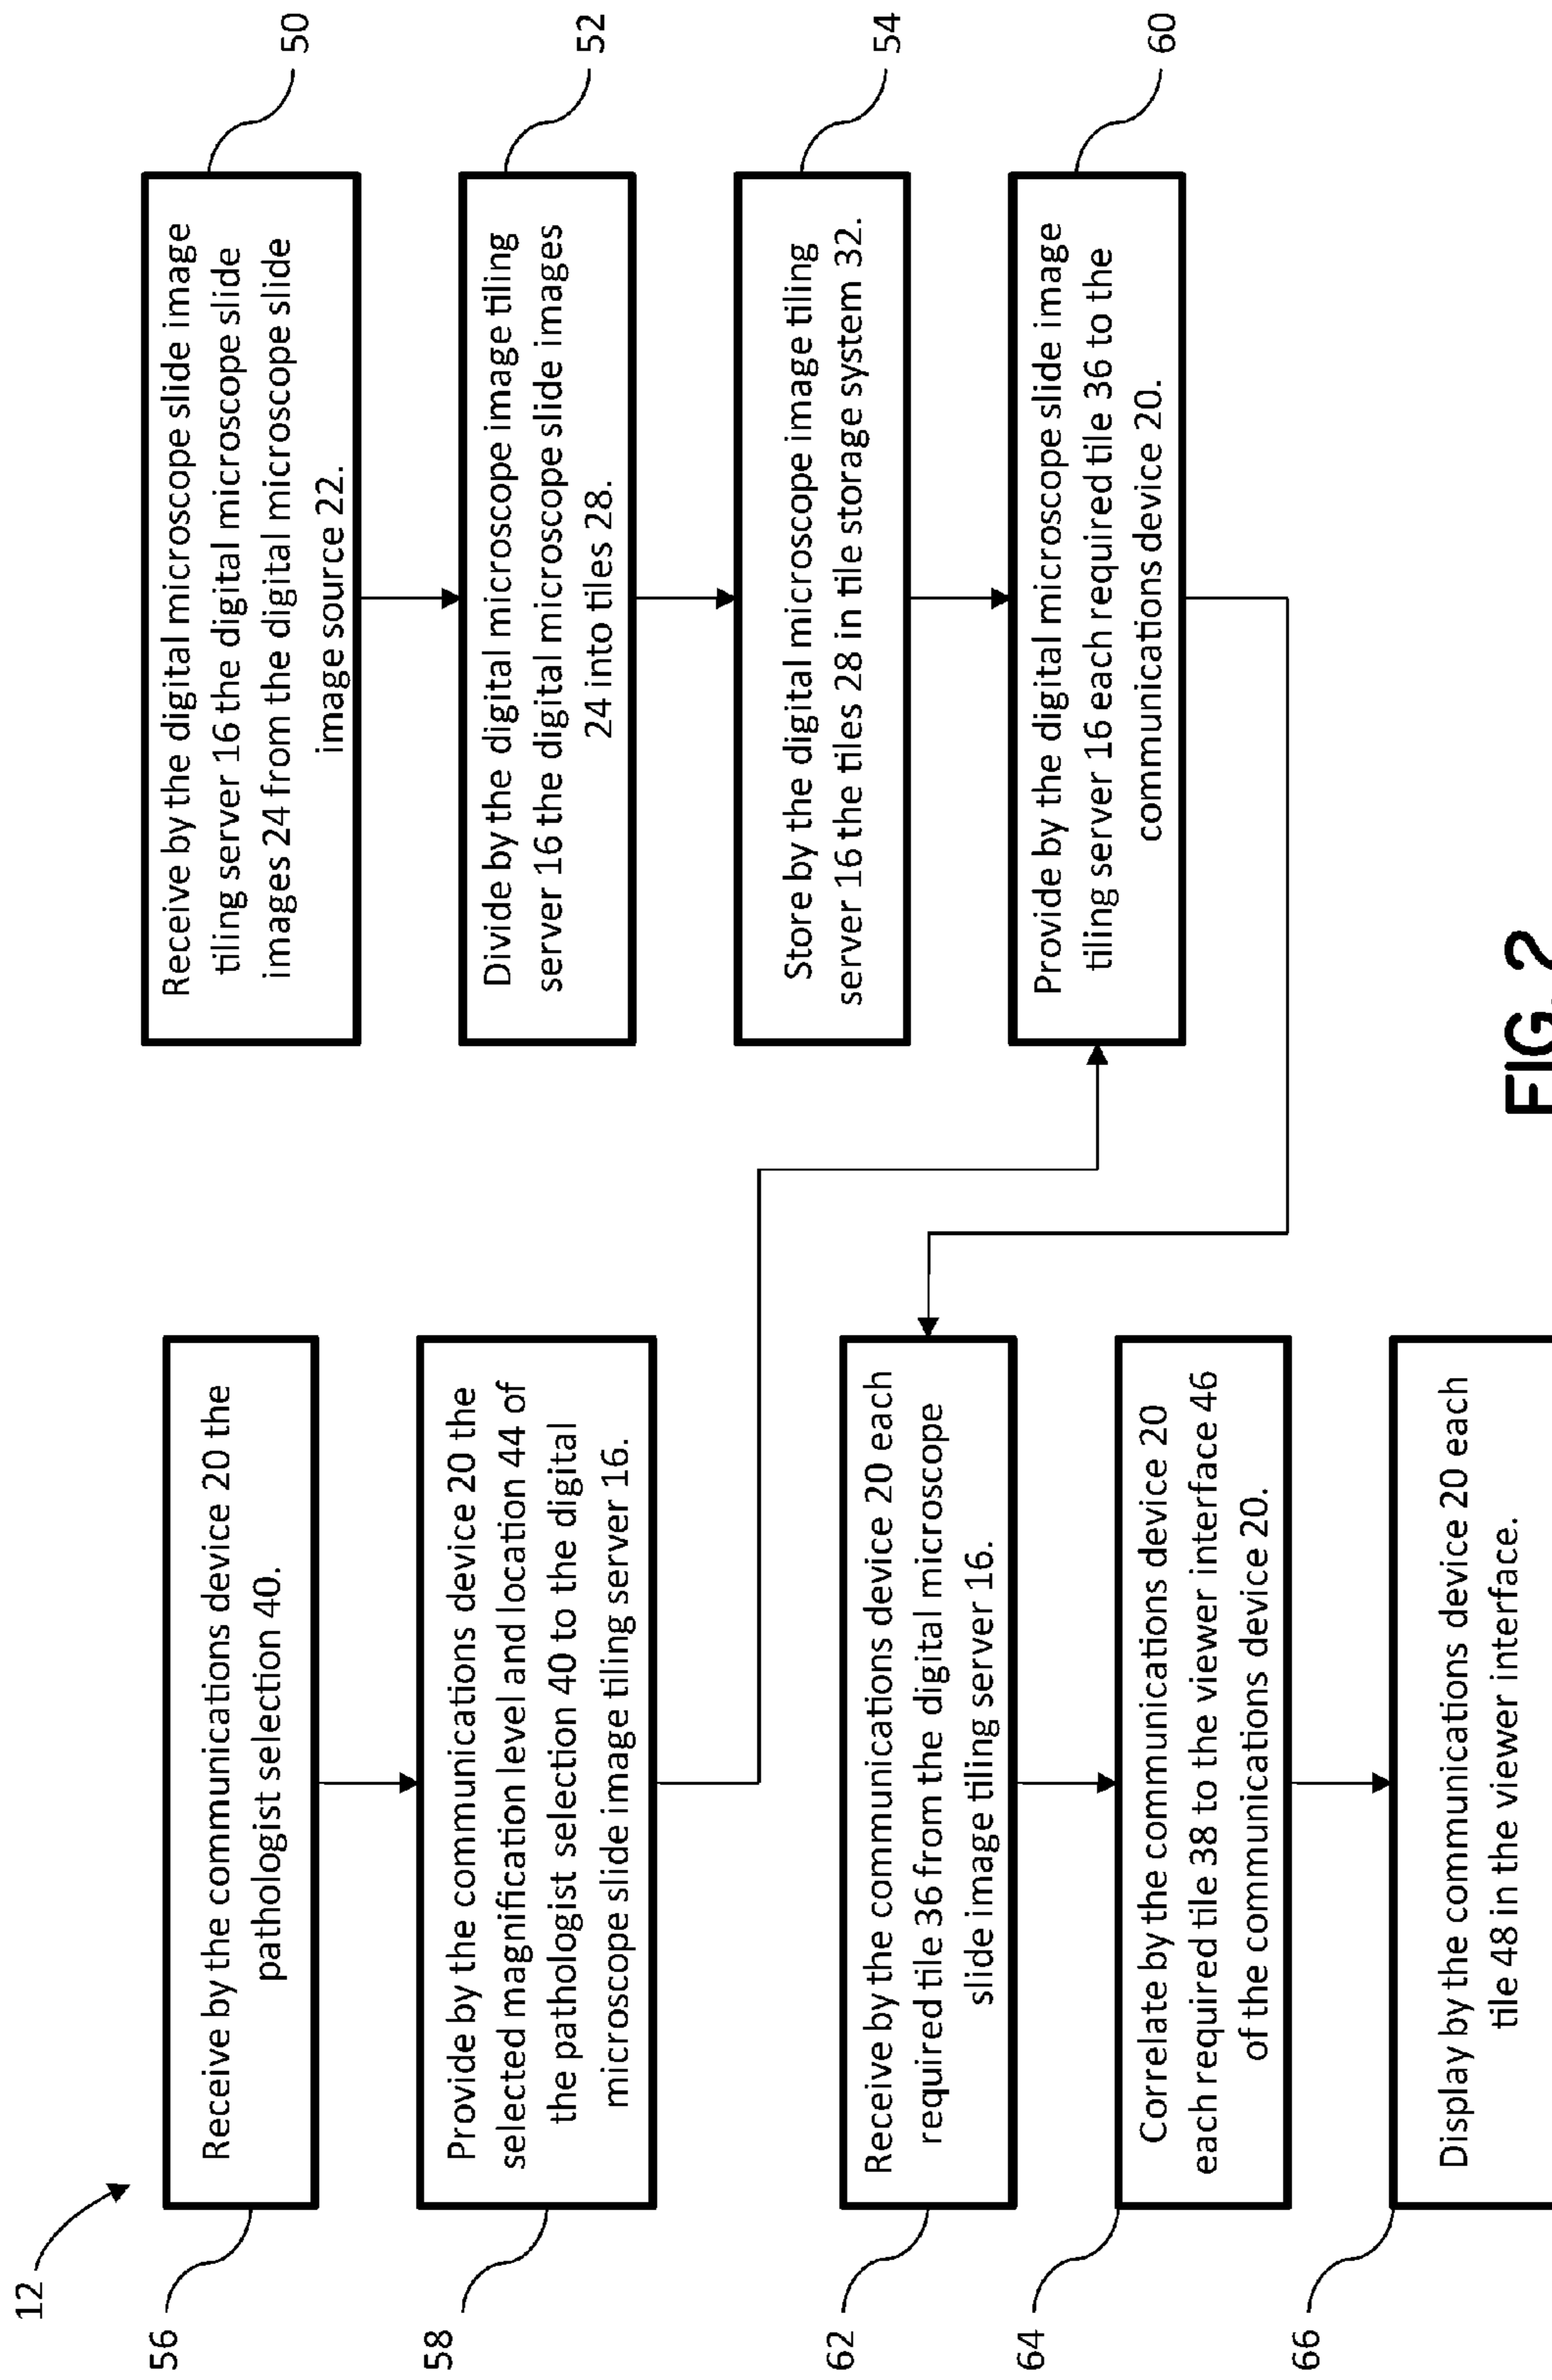 12
56
Receive by the communications device 20 the
pathologist selection 40.
58
Provide by the communications device 20 the
selected magnification level and location 44 of
the pathologist selection 40 to the digital
microscope slide image tiling server 16.
62
Receive by the communications device 20 each
required tile 36 from the digital microscope
slide image tiling server 16.
64
Correlate by the communications device 20
each required tile 38 to the viewer interface 46
of the communications device 20.
66
Display by the communications device 20 each
tile 48 in the viewer interface.
50
Receive by the digital microscope slide image
tiling server 16 the digital microscope slide
images 24 from the digital microscope slide
image source 22.
52
Divide by the digital microscope image tiling
server 16 the digital microscope slide images
24 into tiles 28.
54
Store by the digital microscope image tiling
server 16 the tiles 28 in tile storage system 32.
60
Provide by the digital microscope slide image
tiling server 16 each required tile 36 to the
communications device 20.
FIG. 2